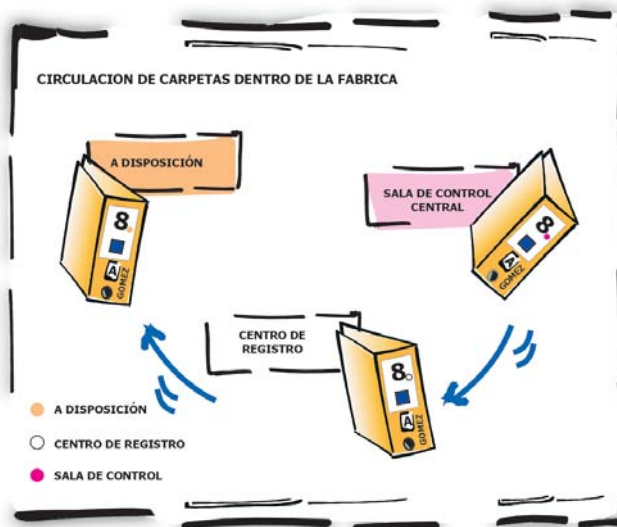 CIRCULACION DE CARPETAS DENTRO DE LA FABRICA
A DISPOSICIÓN
SALA DE CONTROL
CENTRAL
8
A
GOMEZ
8
A
GOMEZ
CENTRO DE
REGISTRO
8
A
GOMEZ
A DISPOSICIÓN
CENTRO DE REGISTRO
SALA DE CONTROL